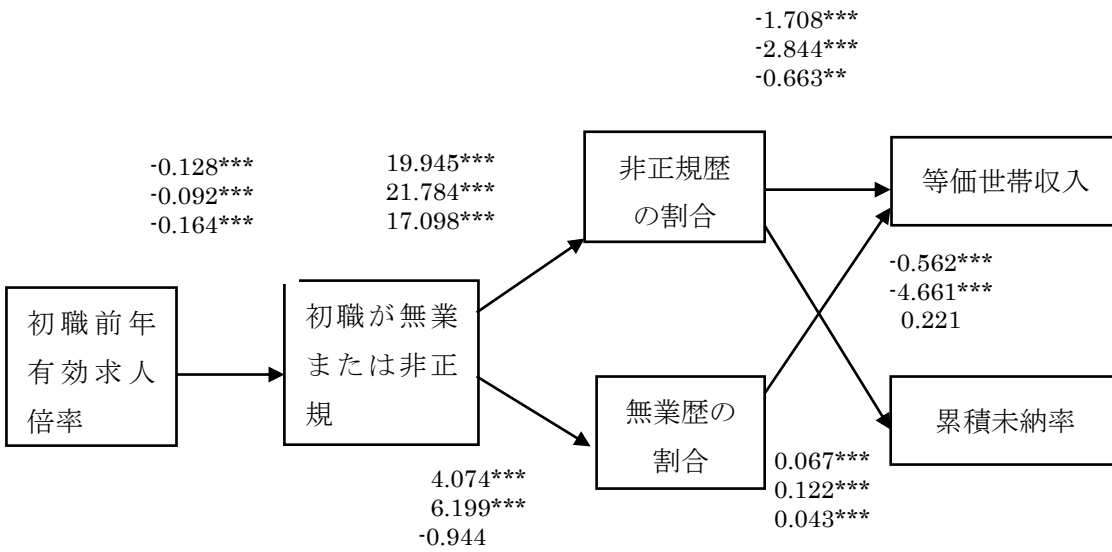 -1.708***
-2.844***
-0.663**
-0.128***
-0.092***
-0.164***
19.945***
21.784***
17.098***
非正規歴
の割合
等価世帯収入
-0.562***
-4.661***
0.221
初職前年
有効求人
倍率
初職が無業
または非正
規
無業歴の
割合
累積未納率
4.074***
6.199***
-0.944
0.067***
0.122***
0.043***